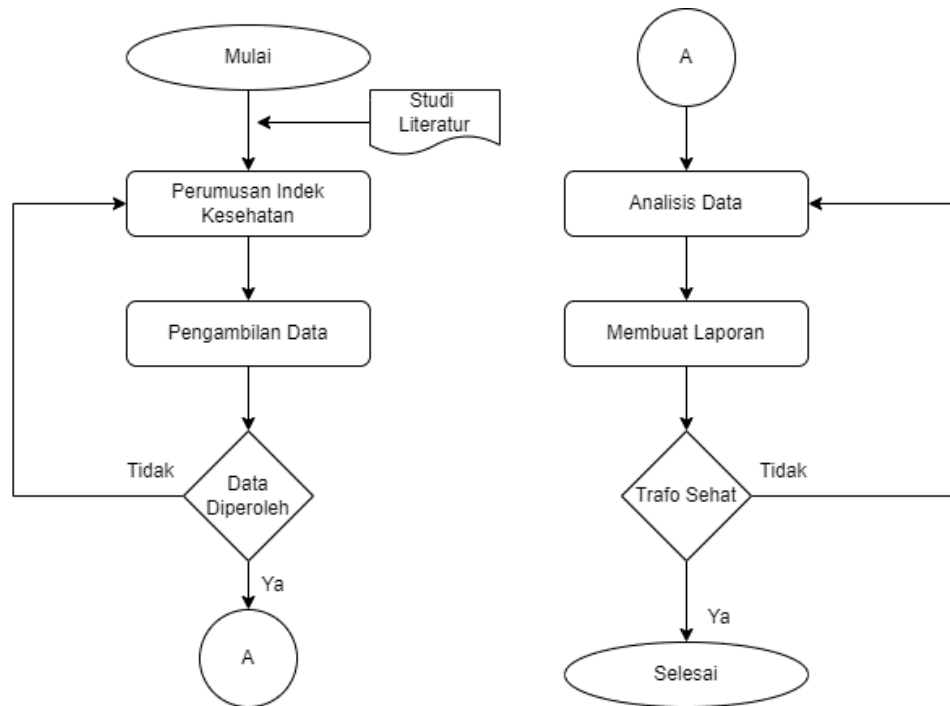 Mulai
Studi
Literatur
Perumusan Indek
Kesehatan
Pengambilan Data
Tidak
Data
Diperoleh
Ya
A
A
Analisis Data
Membuat Laporan
Trafo Sehat
Tidak
Ya
Selesai